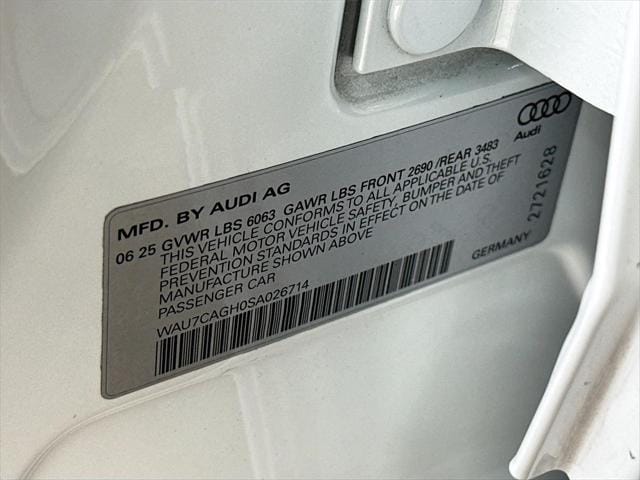 Audi
MFD. BY AUDI AG
06 25 GVWR LBS 6063 GAWR LBS FRONT 2690 /REAR 3483
THIS VEHICLE CONFORMS TO ALL APPLICABLE U.S.
FEDERAL MOTOR VEHICLE SAFETY, BUMPER AND THEFT
PREVENTION STANDARDS IN EFFECT ON THE DATE OF
MANUFACTURE SHOWN ABOVE
PASSENGER CAR
WAU7CAGH0SA026714
GERMANY
2721628